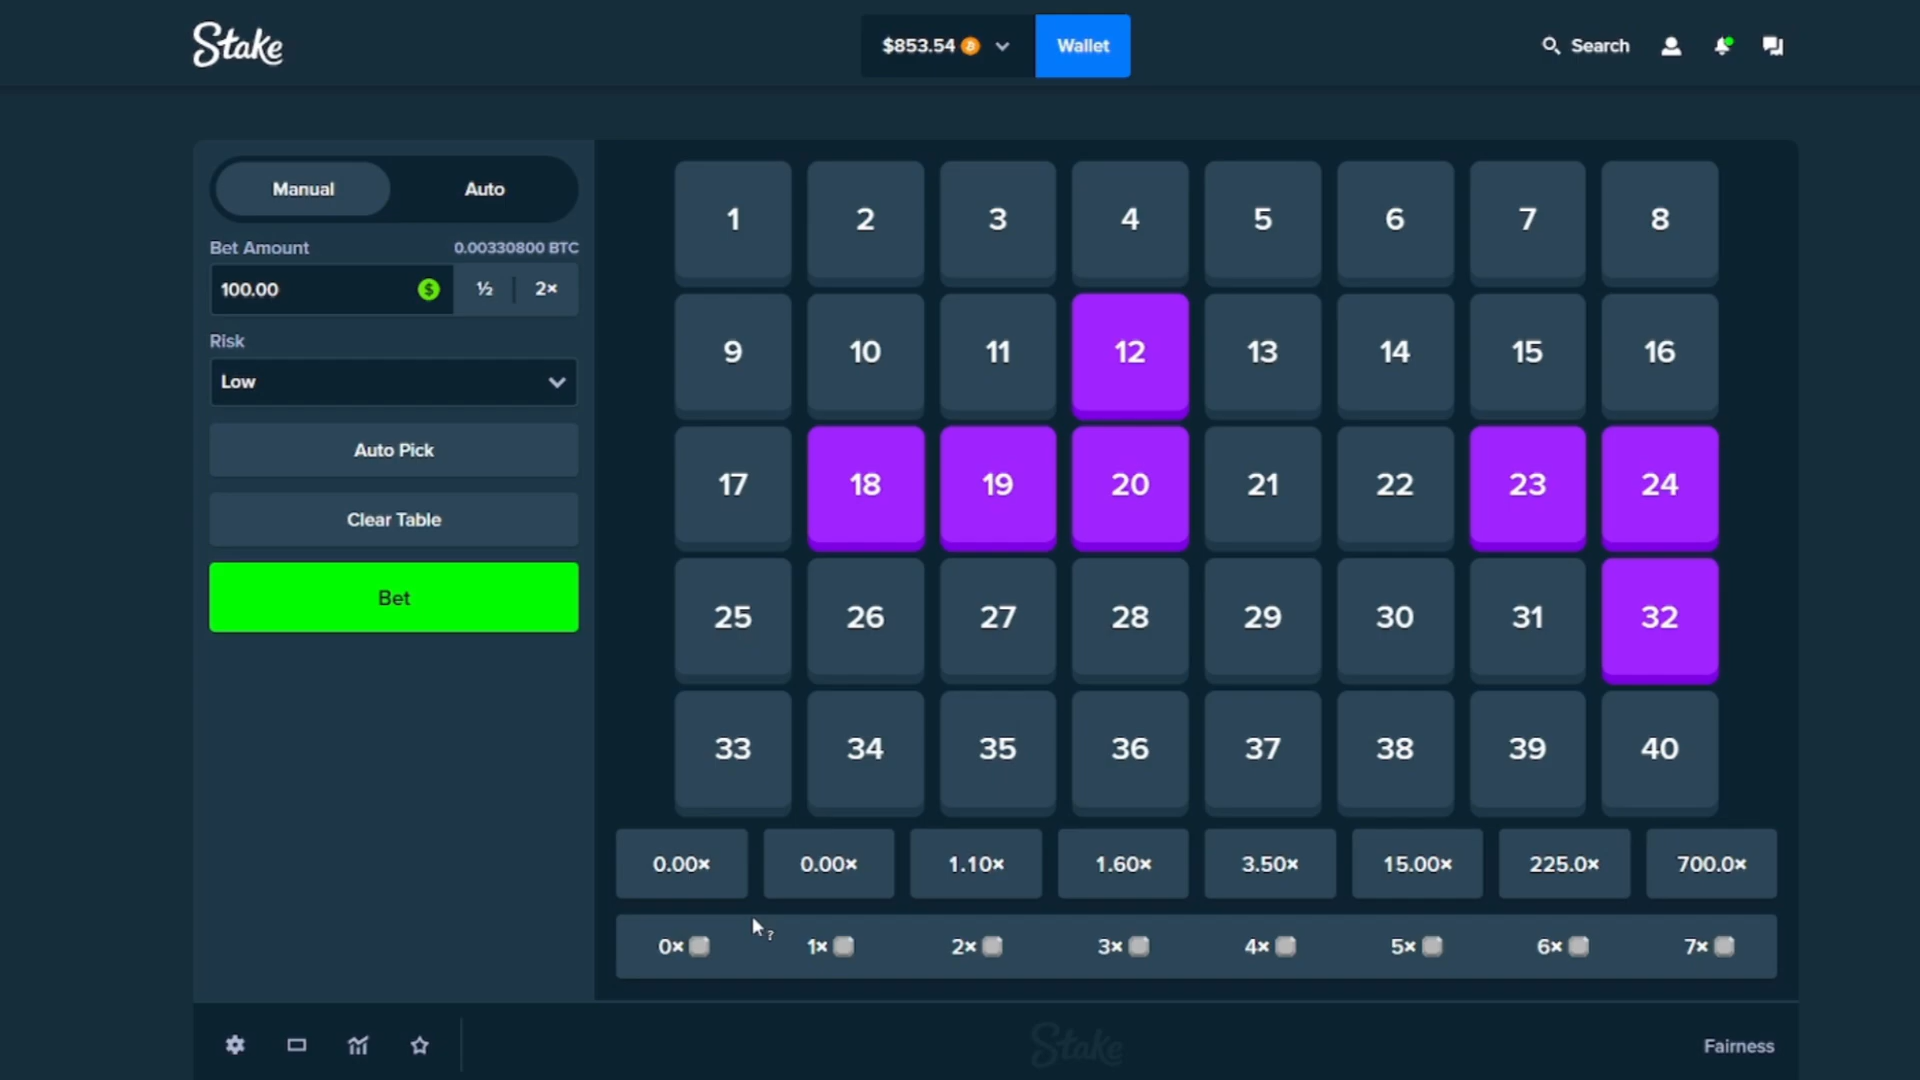 Stake
$853.54
Wallet
Search
Manual
Auto
Bet Amount
0.00330800 BTC
100.00
$
½
2×
Risk
Low
Auto Pick
Clear Table
Bet
1 2 3 4 5 6 7 8
9 10 11 12 13 14 15 16
17 18 19 20 21 22 23 24
25 26 27 28 29 30 31 32
33 34 35 36 37 38 39 40
0.00× 0.00× 1.10× 1.60× 3.50× 15.00× 225.0× 700.0×
0× 1× 2× 3× 4× 5× 6× 7×
Stake
Fairness